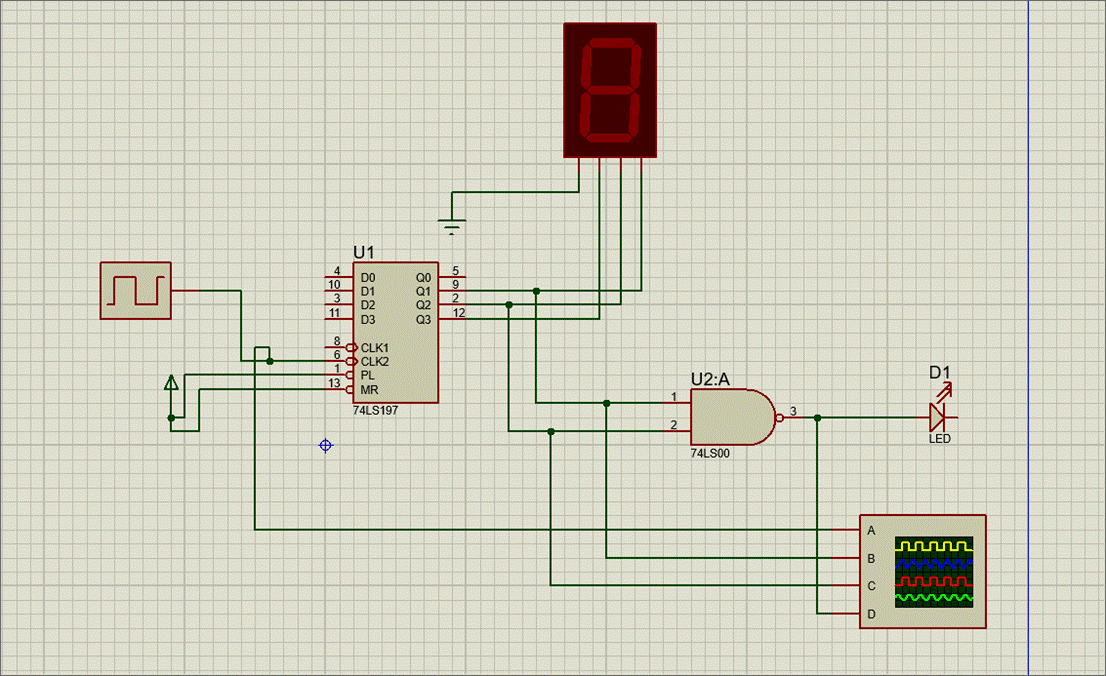 U1
4 D0 Q0 5
10 D1 Q1 9
3 D2 Q2 2
11 D3 Q3 12
8 CLK1
6 CLK2
1 PL
13 MR
74LS197
U2:A
1
2
3
74LS00
D1
LED
A
B
C
D